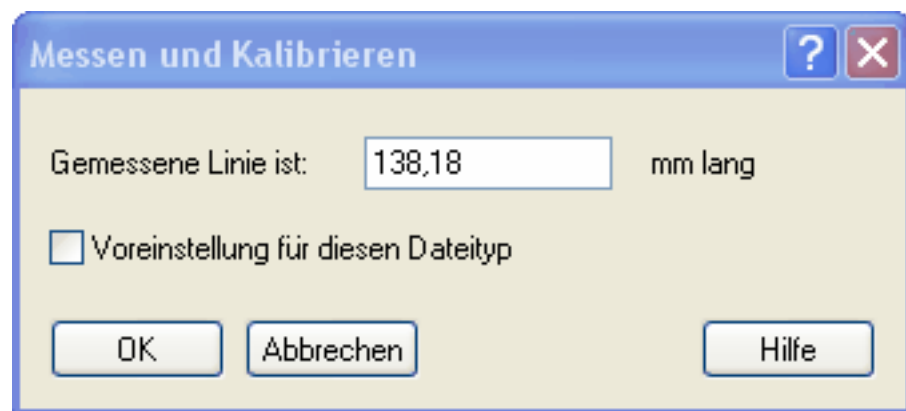 Messen und Kalibrieren ?
Gemessene Linie ist: 138,18 mm lang
Voreinstellung für diesen Dateityp
OK Abbrechen Hilfe